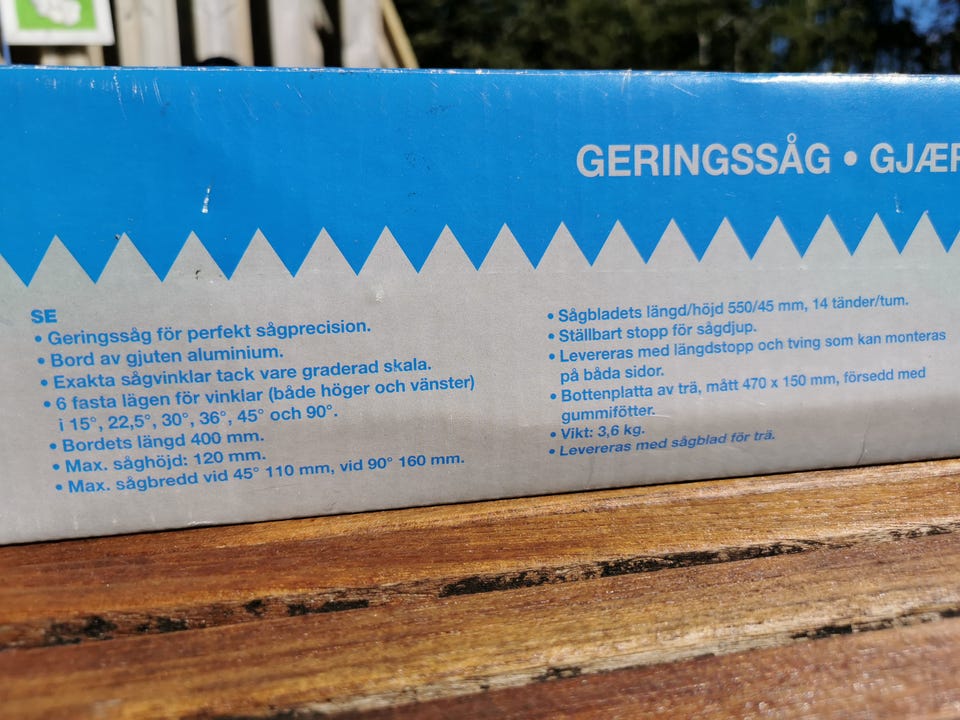 GERINGSSÅG • GJÆR
SE
• Geringssåg för perfekt sågprecision.
• Bord av gjuten aluminium.
• Exakta sågvinklar tack vare graderad skala.
• 6 fasta lägen för vinklar (både höger och vänster)
i 15°, 22,5°, 30°, 36°, 45° och 90°.
• Bordets längd 400 mm.
• Max. såghöjd: 120 mm.
• Max. sågbredd vid 45° 110 mm, vid 90° 160 mm.
• Sågbladets längd/höjd 550/45 mm, 14 tänder/tum.
• Ställbart stopp för sågdjup.
• Levereras med längdstopp och tving som kan monteras
på båda sidor.
• Bottenplatta av trä, mått 470 x 150 mm, försedd med
gummifötter.
• Vikt: 3,6 kg.
• Levereras med sågblad för trä.